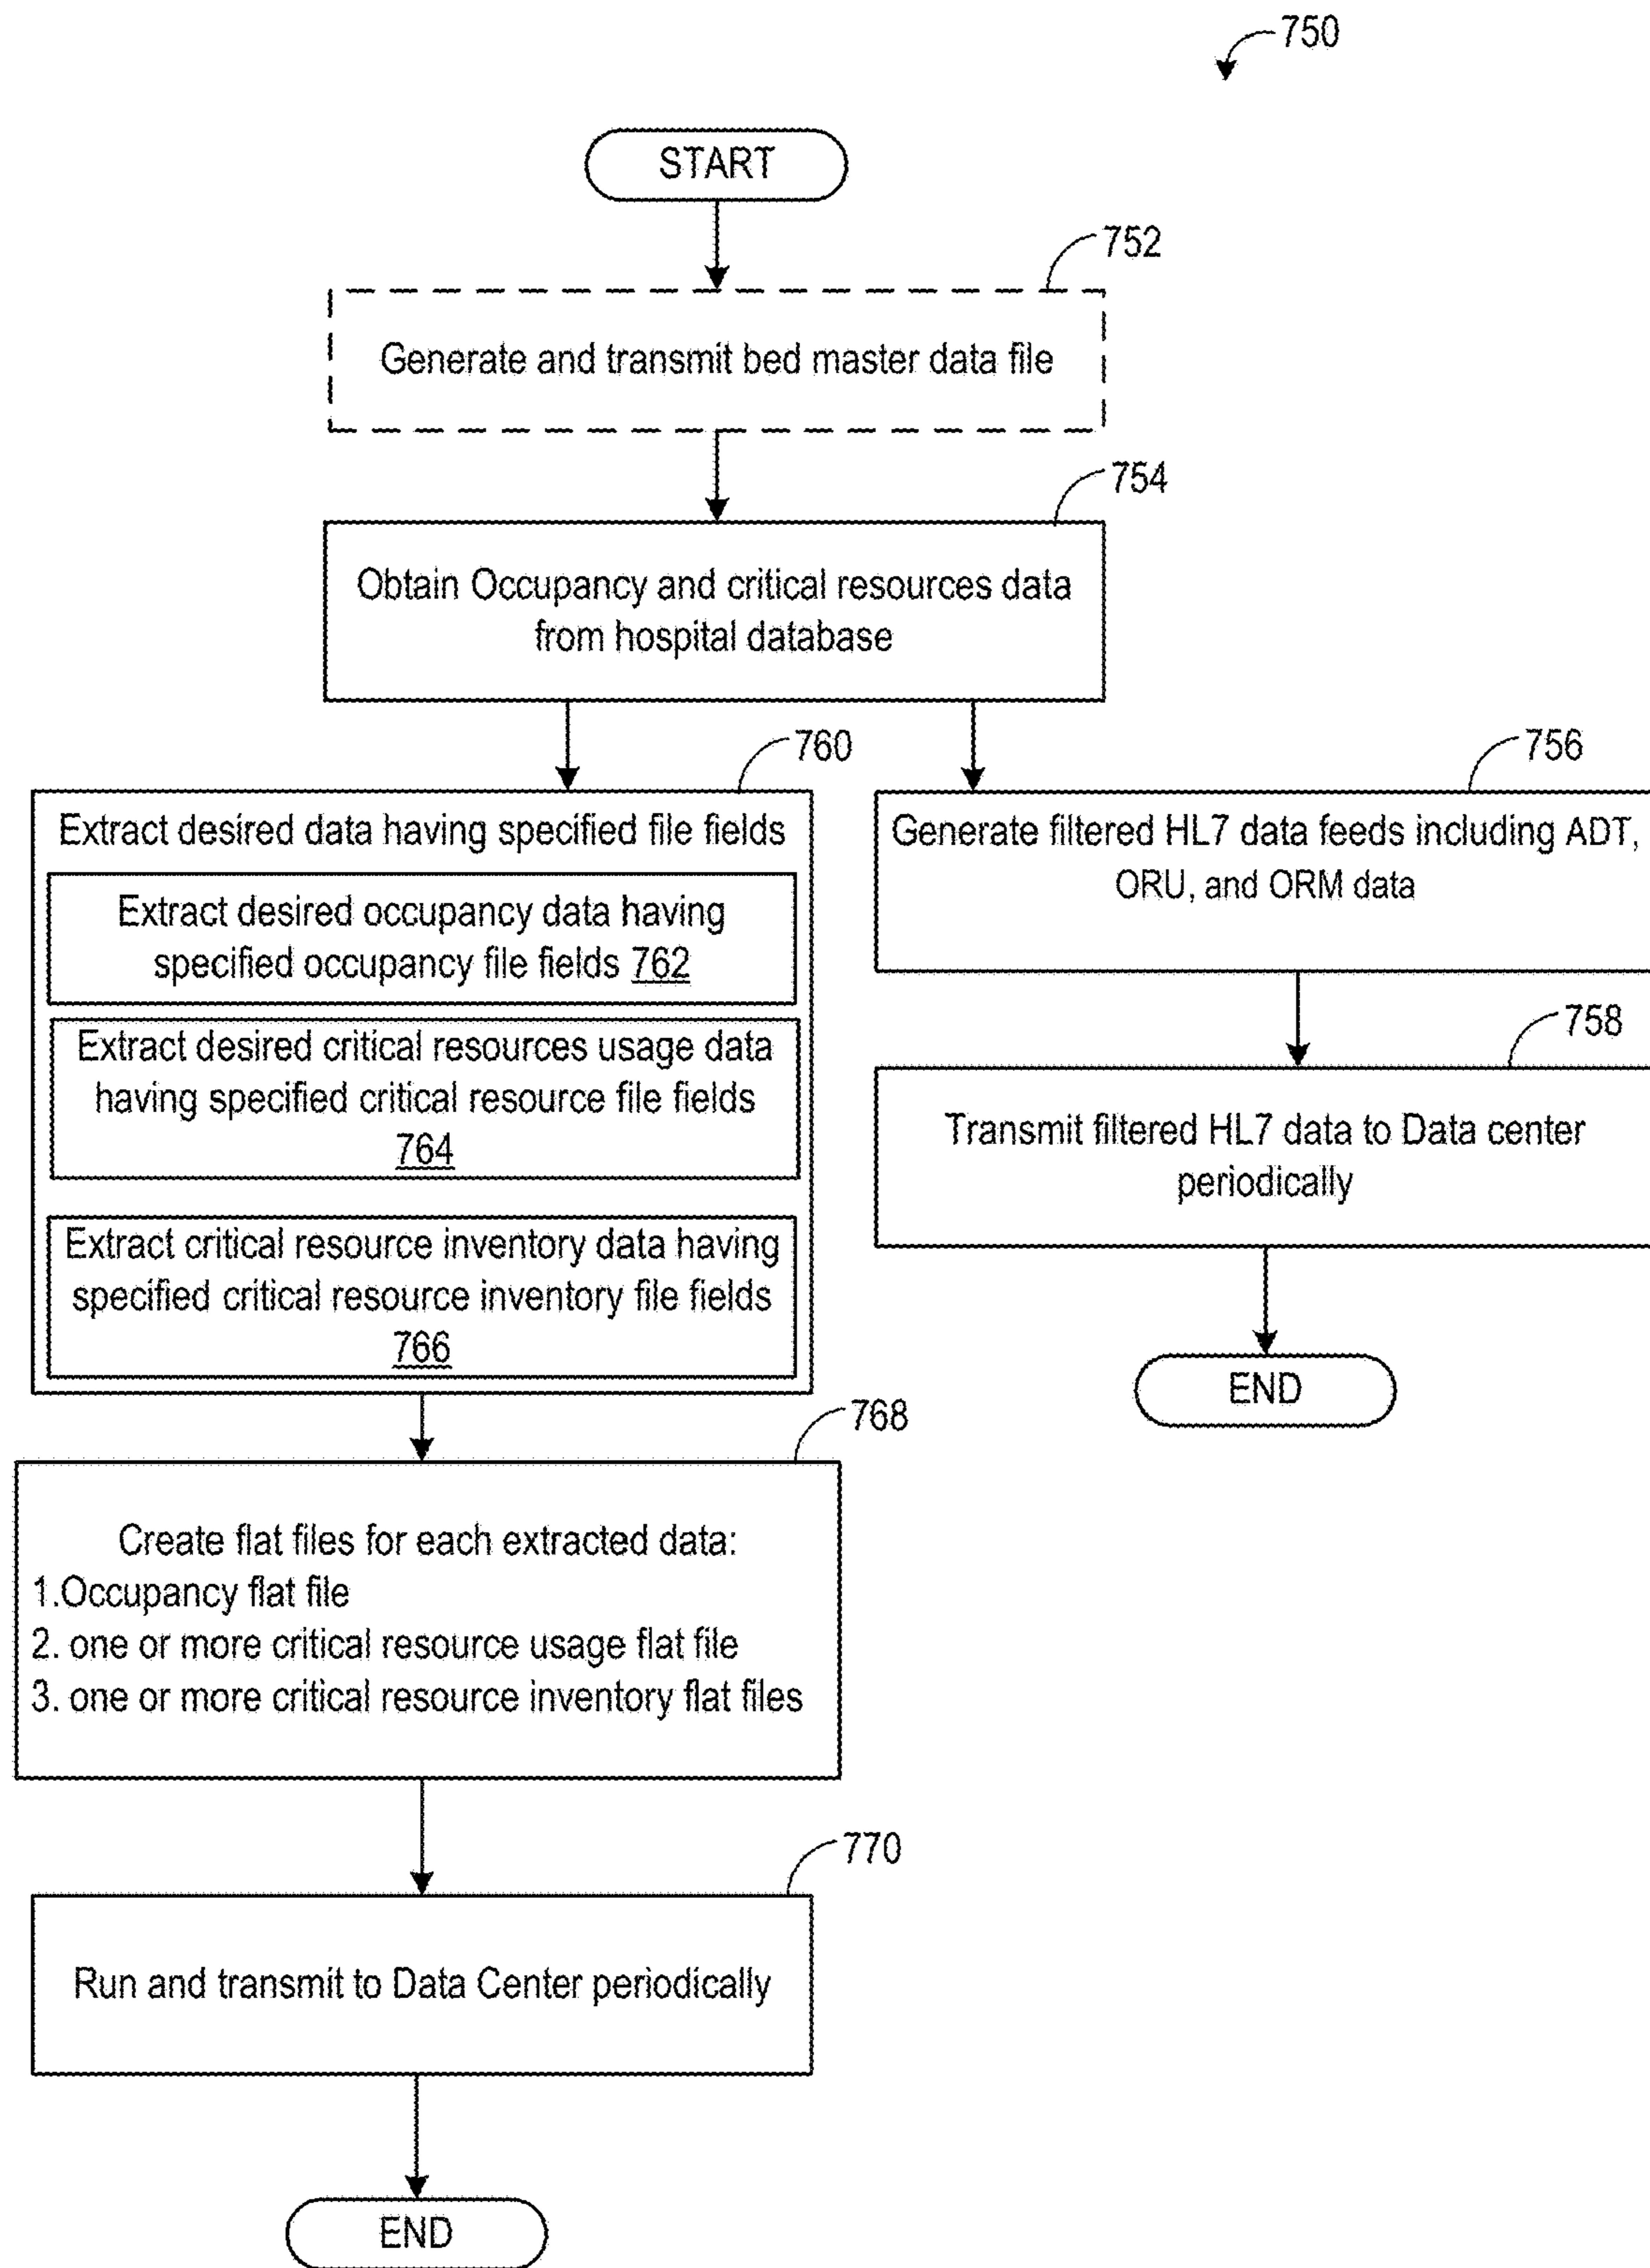 750
START
752
Generate and transmit bed master data file
754
Obtain Occupancy and critical resources data
from hospital database
760
Extract desired data having specified file fields
Extract desired occupancy data having
specified occupancy file fields 762
Extract desired critical resources usage data
having specified critical resource file fields
764
Extract critical resource inventory data having
specified critical resource inventory file fields
766
756
Generate filtered HL7 data feeds including ADT,
ORU, and ORM data
758
Transmit filtered HL7 data to Data center
periodically
END
768
Create flat files for each extracted data:
1.Occupancy flat file
2. one or more critical resource usage flat file
3. one or more critical resource inventory flat files
770
Run and transmit to Data Center periodically
END